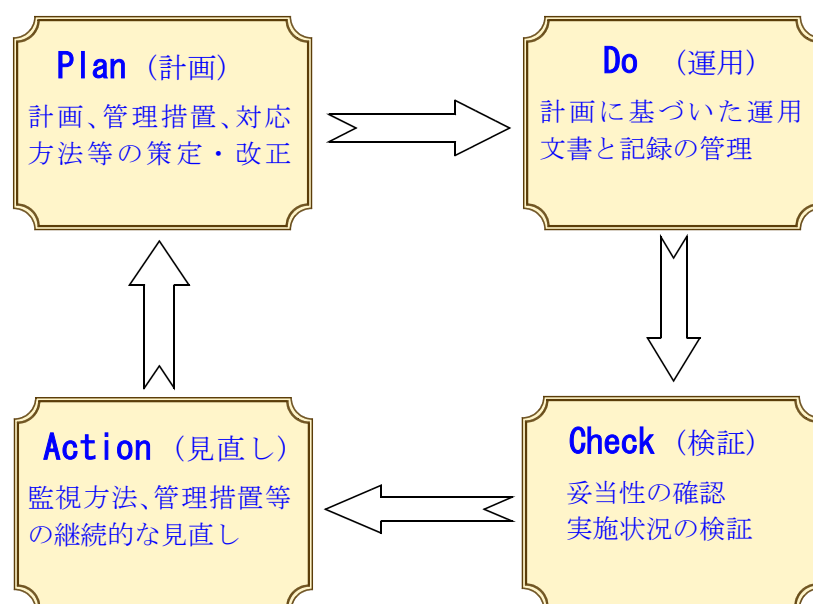 Plan（計画）
計画、管理措置、対応
方法等の策定・改正
Do （運用）
計画に基づいた運用
文書と記録の管理
Check（検証）
妥当性の確認
実施状況の検証
Action（見直し）
監視方法、管理措置等
の継続的な見直し